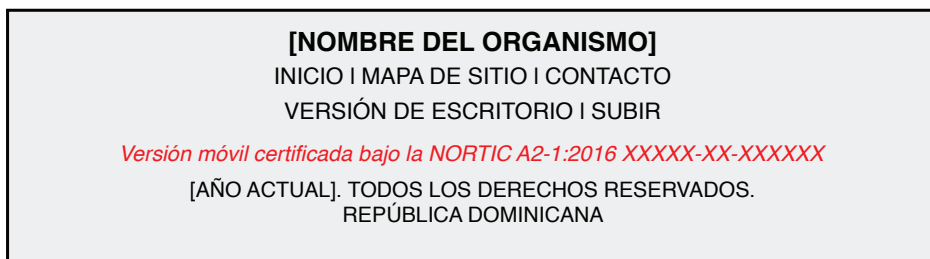 [NOMBRE DEL ORGANISMO]
INICIO I MAPA DE SITIO I CONTACTO
VERSIÓN DE ESCRITORIO I SUBIR
Versión móvil certificada bajo la NORTIC A2-1:2016 XXXXX-XX-XXXXXX
[AÑO ACTUAL]. TODOS LOS DERECHOS RESERVADOS.
REPÚBLICA DOMINICANA